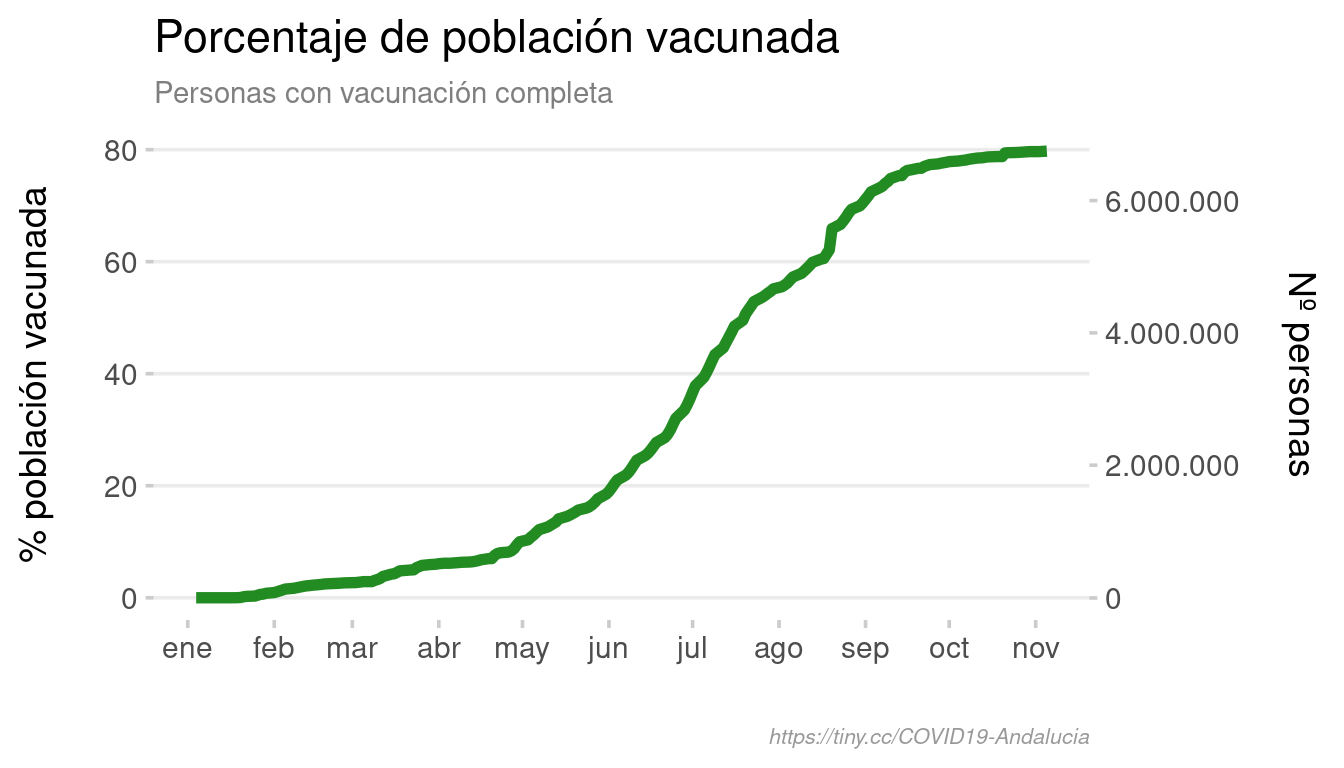 Porcentaje de población vacunada
Personas con vacunación completa
% población vacunada
80
60
40
20
0
6.000.000
4.000.000
2.000.000
0
Nº personas
ene feb mar abr may jun jul ago sep oct nov
https://tiny.cc/COVID19-Andalucia